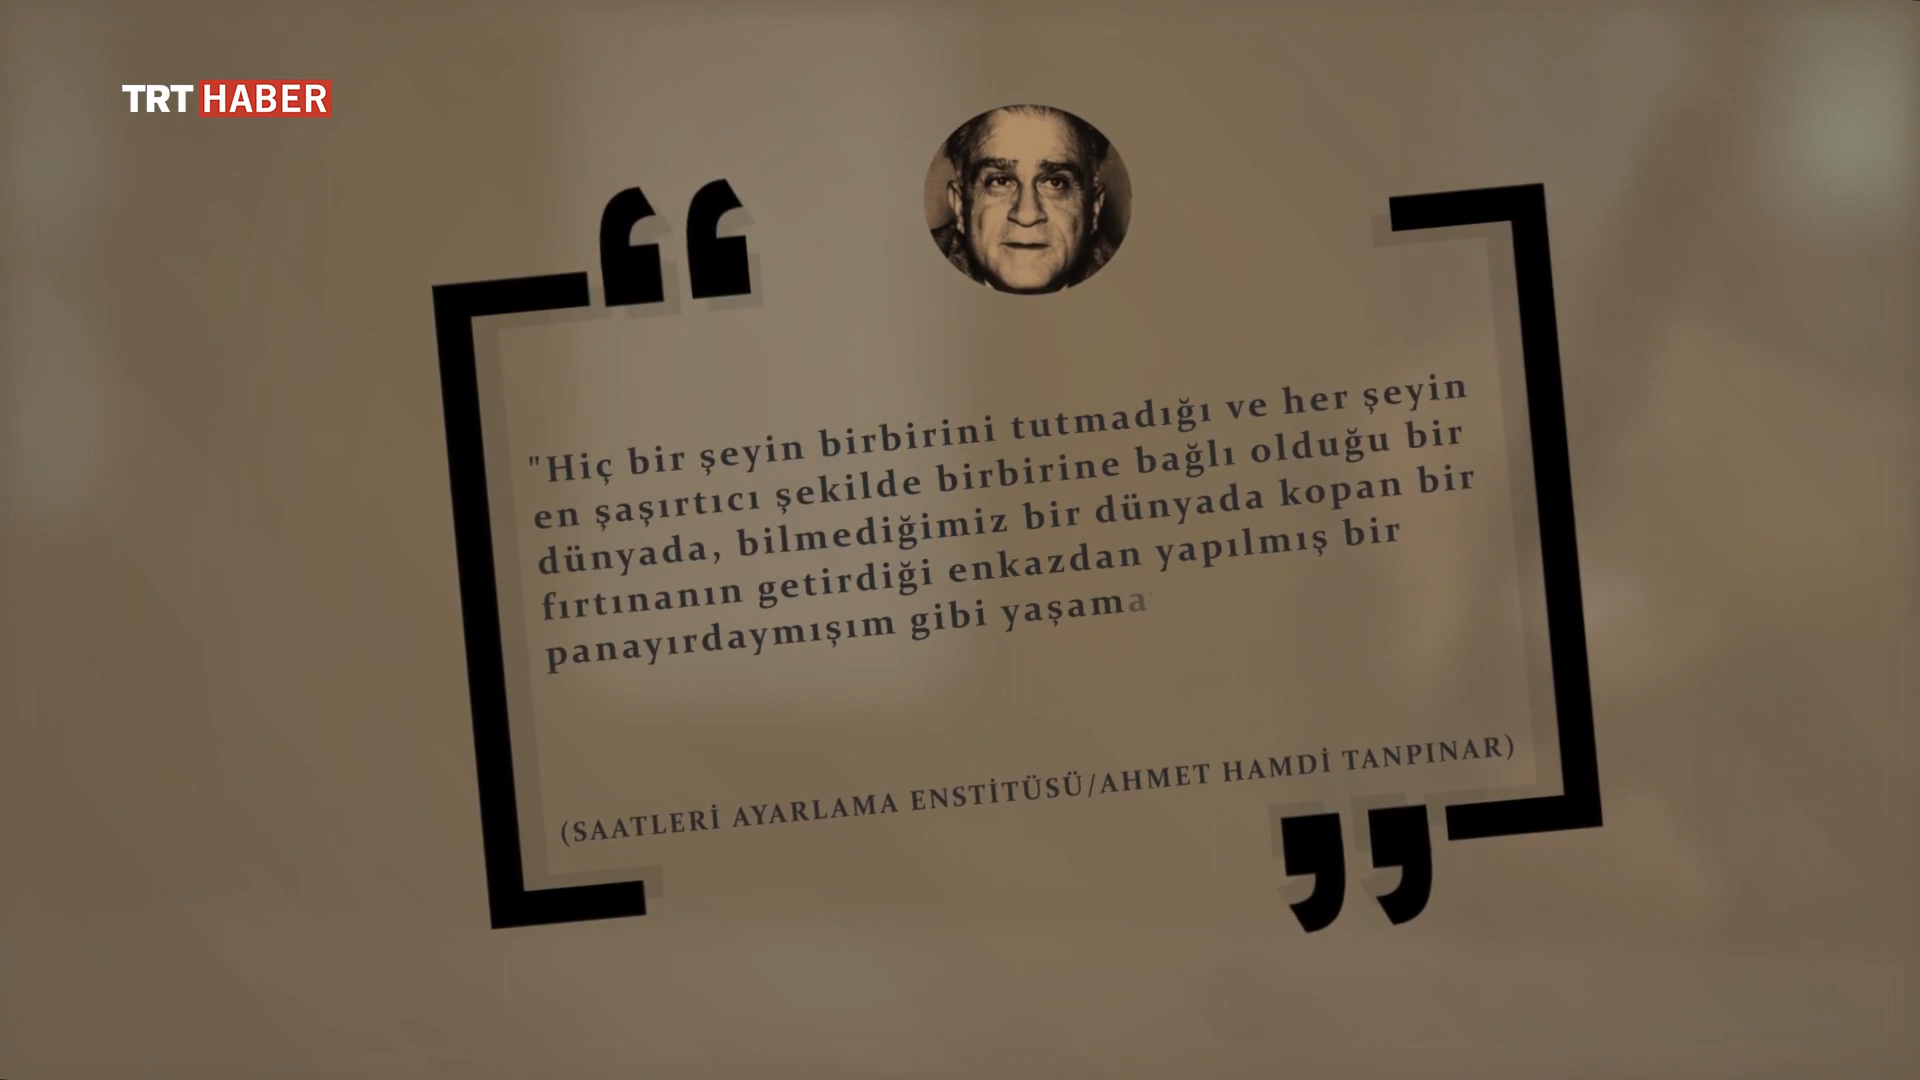 TRT HABER
"Hiç bir şeyin birbirini tutmadığı ve her şeyin
en şaşırtıcı şekilde birbirine bağlı olduğu bir
dünyada, bilmediğimiz bir dünyada kopan bir
fırtınanın getirdiği enkazdan yapılmış bir
panayırdaymışım gibi yaşama
(SAATLERİ AYARLAMA ENSTİTÜSÜ/AHMET HAMDİ TANPINAR)